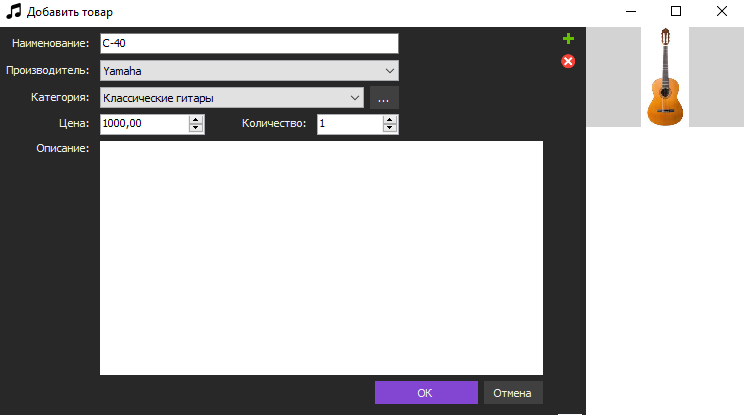 Добавить товар
Наименование: C-40
Производитель: Yamaha
Категория: Классические гитары ...
Цена: 1000,00 Количество: 1
Описание:
OK Отмена